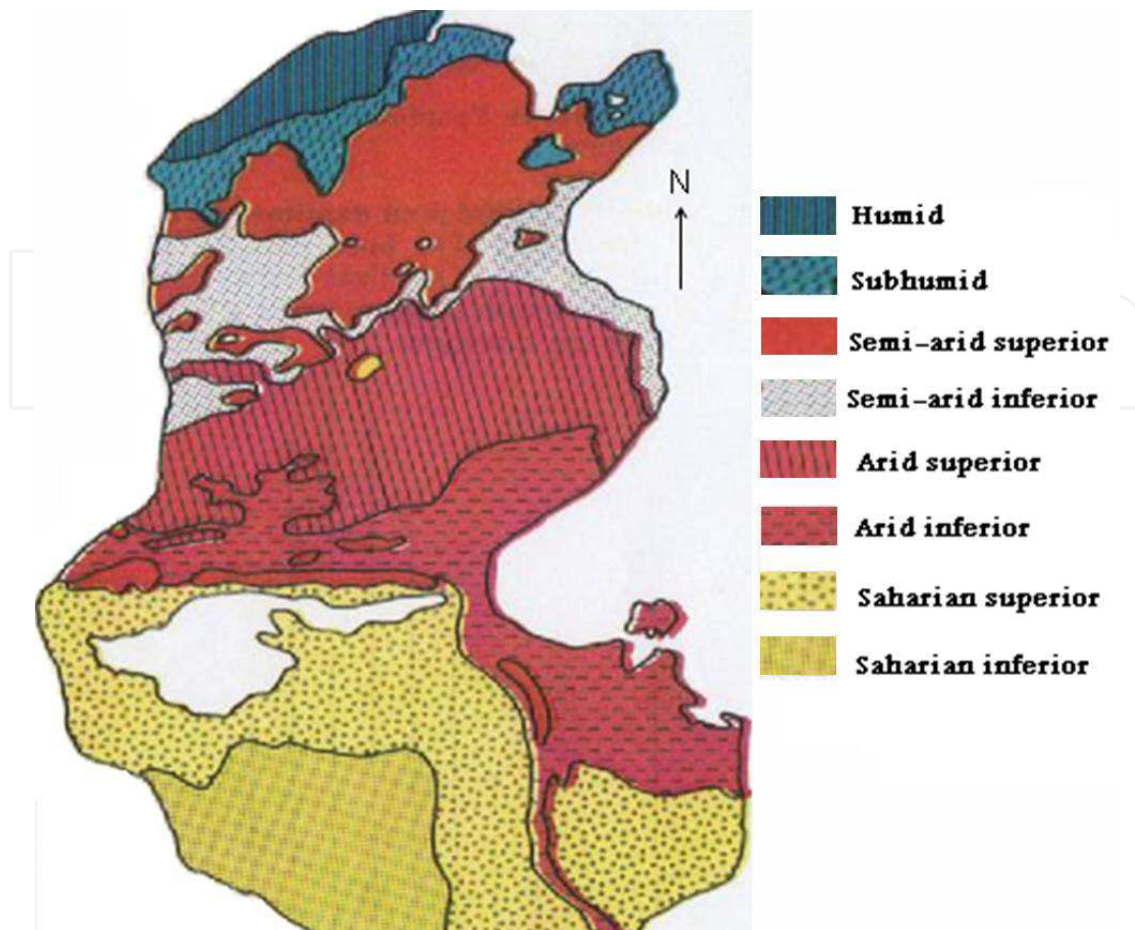 N
Humid
Subhumid
Semi-arid superior
Semi-arid inferior
Arid superior
Arid inferior
Saharian superior
Saharian inferior